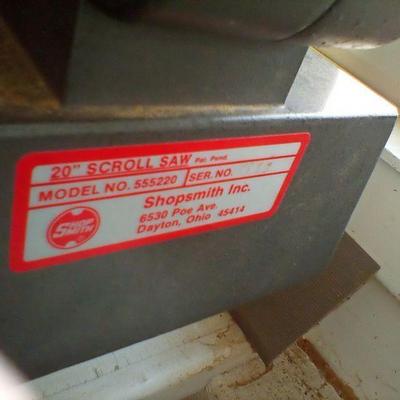 20" SCROLL SAW Pat. Pend.
MODEL NO. 555220 SER. NO.
Shopsmith Inc.
6530 Poe Ave.
Dayton, Ohio 45414